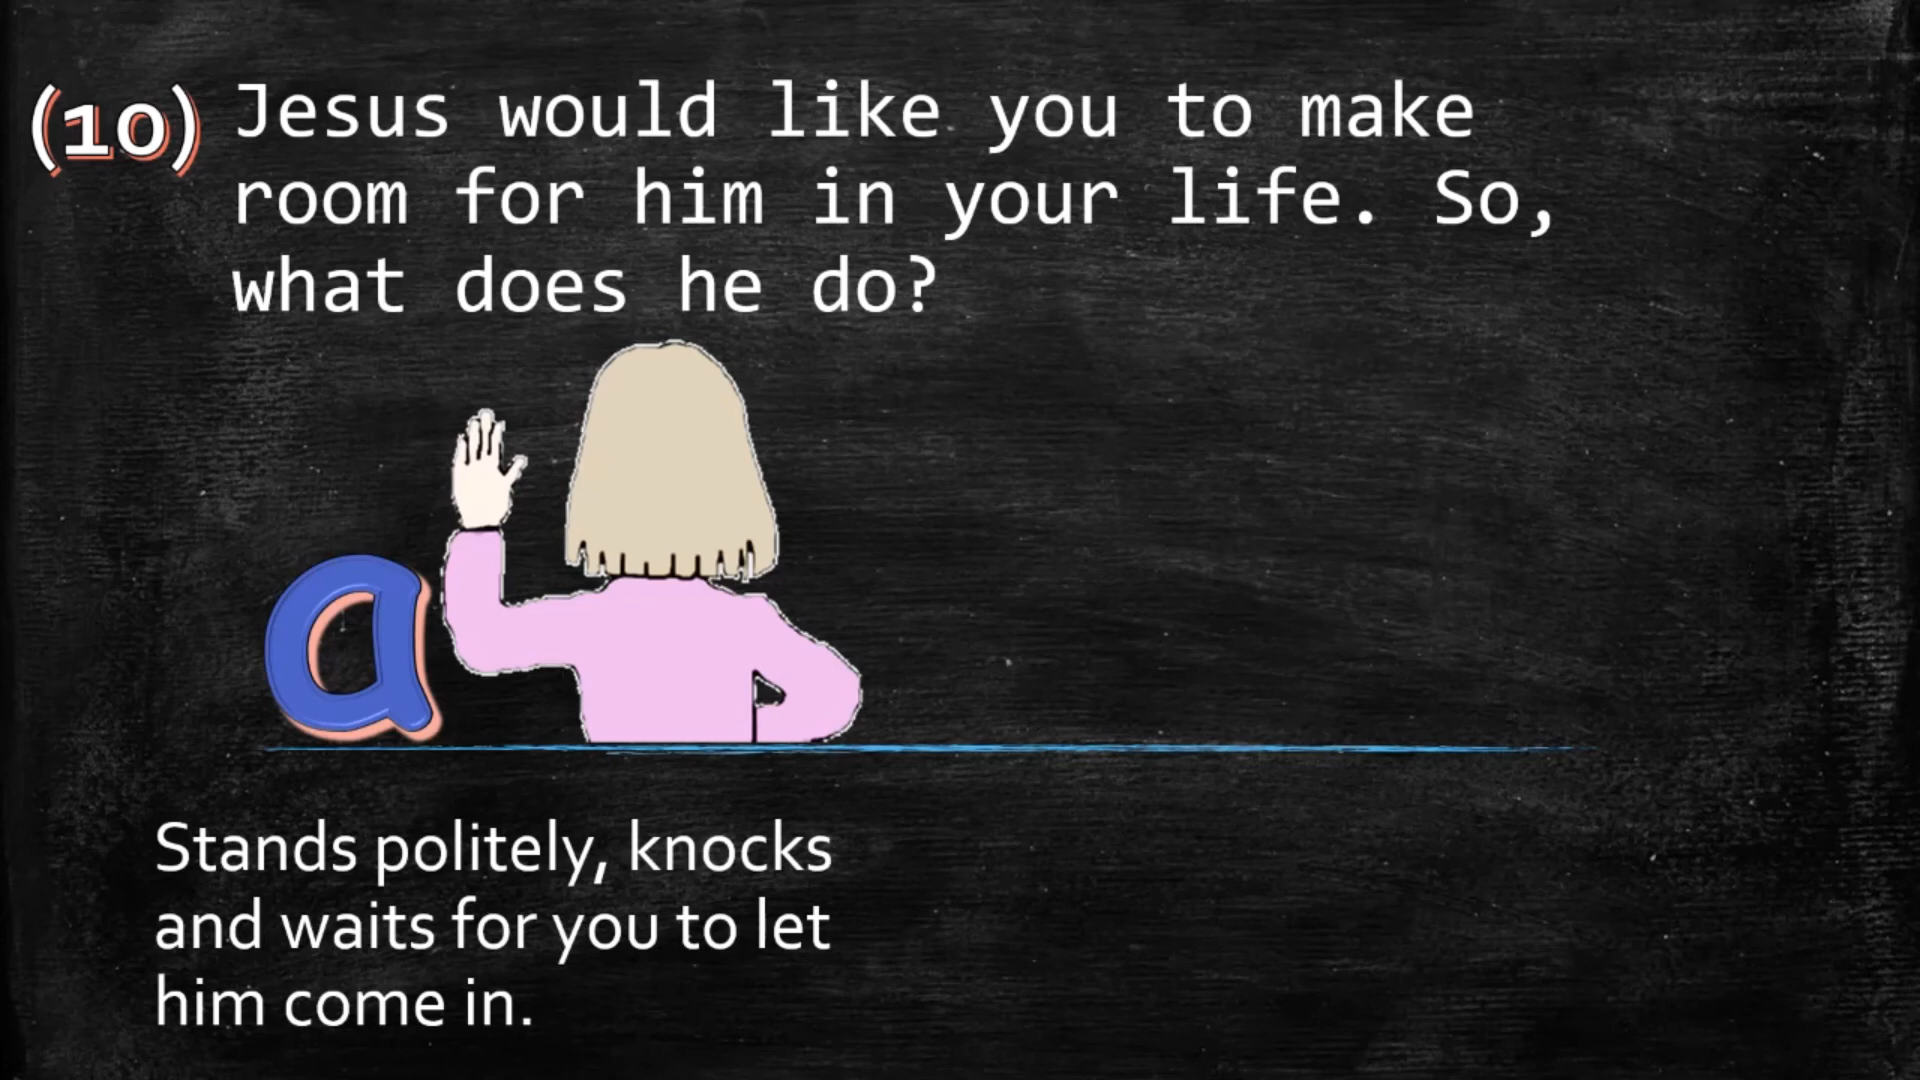 (10) Jesus would like you to make
room for him in your life. So,
what does he do?
a
Stands politely, knocks
and waits for you to let
him come in.